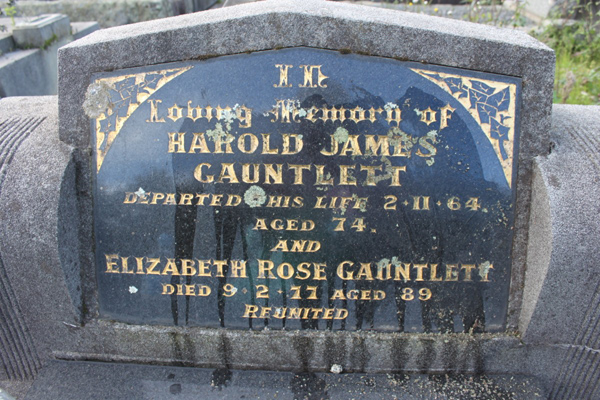 In
Loving Memory of
HAROLD JAMES
GAUNTLETT
DEPARTED THIS LIFE 2·11·64.
AGED 74.
AND
ELIZABETH ROSE GAUNTLETT
DIED 9·2·77 AGED 89
REUNITED